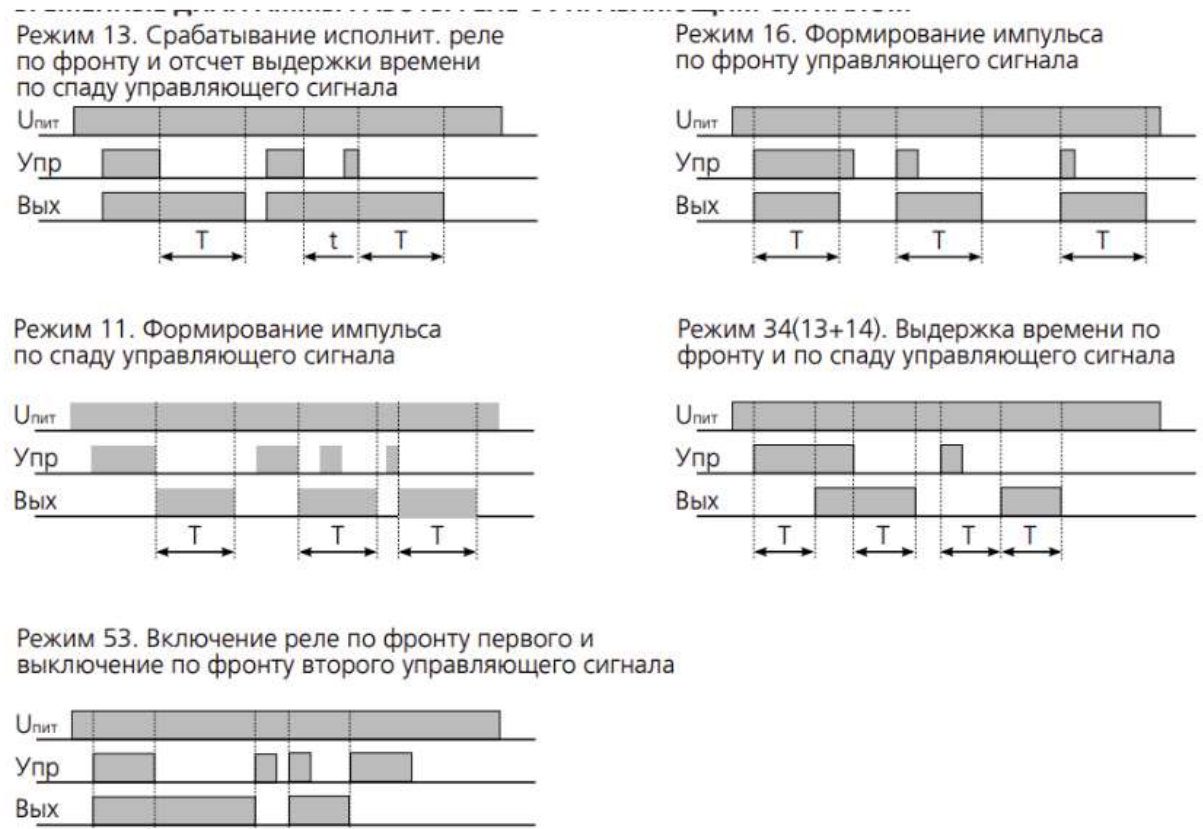 Режим 13. Срабатывание исполнит. реле
по фронту и отсчет выдержки времени
по спаду управляющего сигнала
Uпит
Упр
Вых
T
t
T
Режим 16. Формирование импульса
по фронту управляющего сигнала
Uпит
Упр
Вых
T
T
T
Режим 11. Формирование импульса
по спаду управляющего сигнала
Uпит
Упр
Вых
T
T
T
Режим 34(13+14). Выдержка времени по
фронту и по спаду управляющего сигнала
Uпит
Упр
Вых
T
T
T
T
Режим 53. Включение реле по фронту первого и
выключение по фронту второго управляющего сигнала
Uпит
Упр
Вых